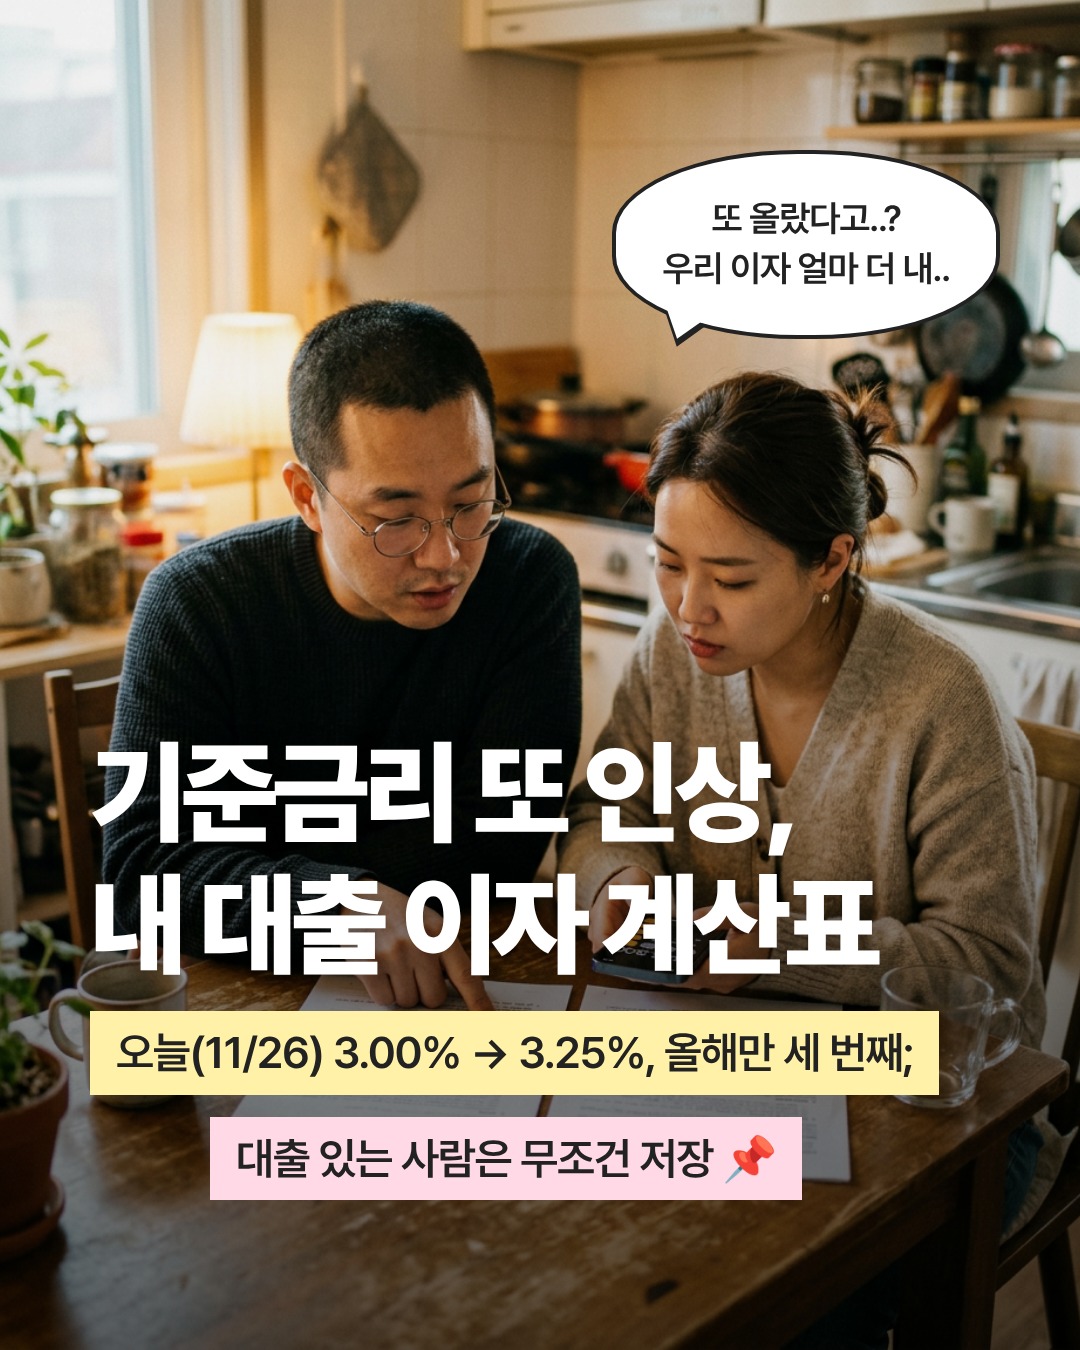 또 올랐다고..?
우리 이자 얼마 더 내..
기준금리 또 인상,
내 대출 이자 계산표
오늘(11/26) 3.00% → 3.25%, 올해만 세 번째;
대출 있는 사람은 무조건 저장 📌